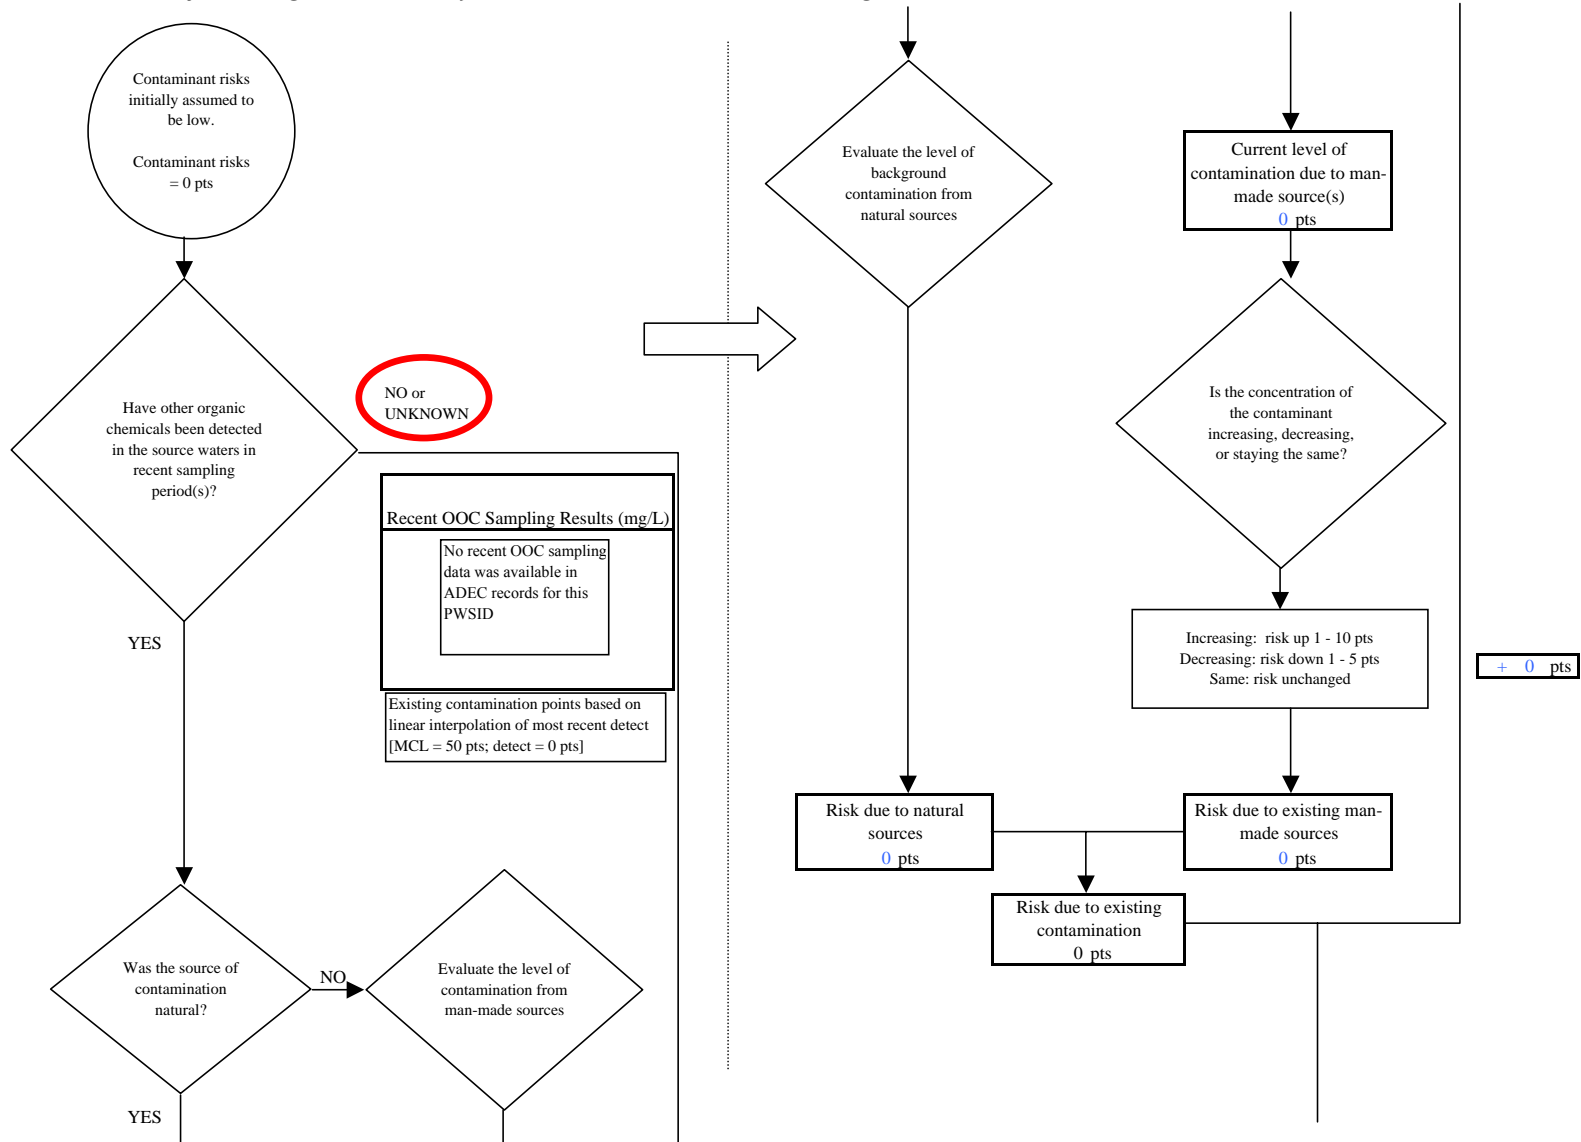 Contaminant risks
initially assumed to
be low.
Contaminant risks
= 0 pts
Have other organic
chemicals been detected
in the source waters in
recent sampling
period(s)?
NO or
UNKNOWN
Recent OOC Sampling Results (mg/L)
No recent OOC sampling
data was available in
ADEC records for this
PWSID
Existing contamination points based on
linear interpolation of most recent detect
[MCL = 50 pts; detect = 0 pts]
YES
Was the source of
contamination
natural?
NO
Evaluate the level of
contamination from
man-made sources
YES
Evaluate the level of
background
contamination from
natural sources
Current level of
contamination due to man-
made source(s)
0 pts
Is the concentration of
the contaminant
increasing, decreasing,
or staying the same?
Increasing: risk up 1 - 10 pts
Decreasing: risk down 1 - 5 pts
Same: risk unchanged
+ 0 pts
Risk due to natural
sources
0 pts
Risk due to existing man-
made sources
0 pts
Risk due to existing
contamination
0 pts